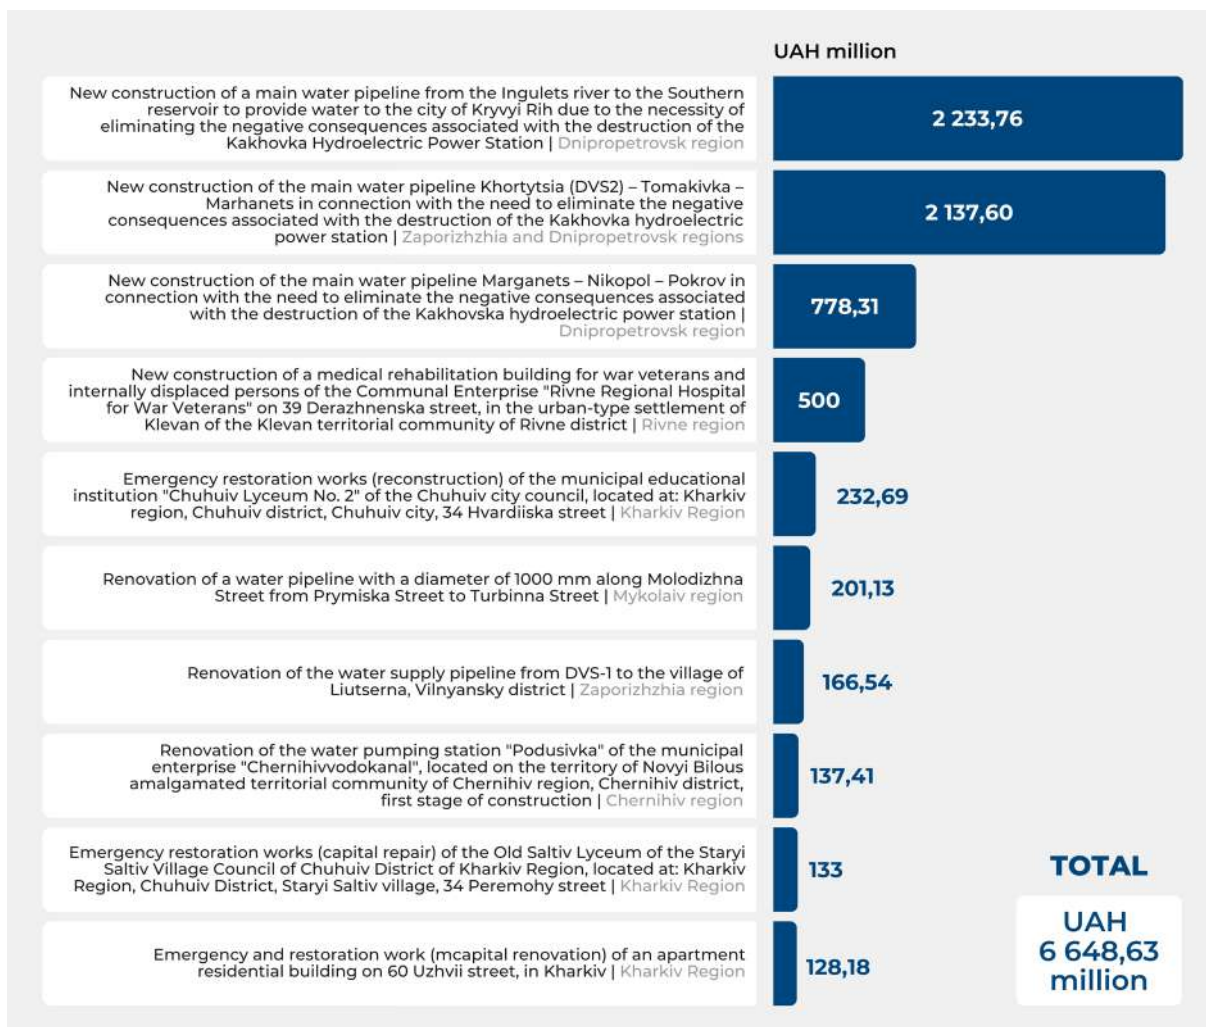 UAH million
New construction of a main water pipeline from the Ingulets river to the Southern
reservoir to provide water to the city of Kryvyi Rih due to the necessity of
eliminating the negative consequences associated with the destruction of the
Kakhovka Hydroelectric Power Station | Dnipropetrovsk region
2 233,76
New construction of the main water pipeline Khortytsia (DVS2) – Tomakivka –
Marhanets in connection with the need to eliminate the negative
consequences associated with the destruction of the Kakhovka hydroelectric
power station | Zaporizhzhia and Dnipropetrovsk regions
2 137,60
New construction of the main water pipeline Marganets – Nikopol – Pokrov in
connection with the need to eliminate the negative consequences associated
with the destruction of the Kakhovska hydroelectric power station |
Dnipropetrovsk region
778,31
New construction of a medical rehabilitation building for war veterans and
internally displaced persons of the Communal Enterprise "Rivne Regional Hospital
for War Veterans" on 39 Derazhnenska street, in the urban-type settlement of
Klevan of the Klevan territorial community of Rivne district | Rivne region
500
Emergency restoration works (reconstruction) of the municipal educational
institution "Chuhuiv Lyceum No. 2" of the Chuhuiv city council, located at: Kharkiv
region, Chuhuiv district, Chuhuiv city, 34 Hvardiiska street | Kharkiv Region
232,69
Renovation of a water pipeline with a diameter of 1000 mm along Molodizhna
Street from Prymiska Street to Turbinna Street | Mykolaiv region
201,13
Renovation of the water supply pipeline from DVS-1 to the village of
Liutserna, Vilnyansky district | Zaporizhzhia region
166,54
Renovation of the water pumping station "Podusivka" of the municipal
enterprise "Chernihivvodokanal", located on the territory of Novyi Bilous
amalgamated territorial community of Chernihiv region, Chernihiv district,
first stage of construction | Chernihiv region
137,41
Emergency restoration works (capital repair) of the Old Saltiv Lyceum of the Staryi
Saltiv Village Council of Chuhuiv District of Kharkiv Region, located at: Kharkiv
Region, Chuhuiv District, Staryi Saltiv village, 34 Peremohy street | Kharkiv Region
133
Emergency and restoration work (mcapital renovation) of an apartment
residential building on 60 Uzhvii street, in Kharkiv | Kharkiv Region
128,18
TOTAL
UAH
6 648,63
million